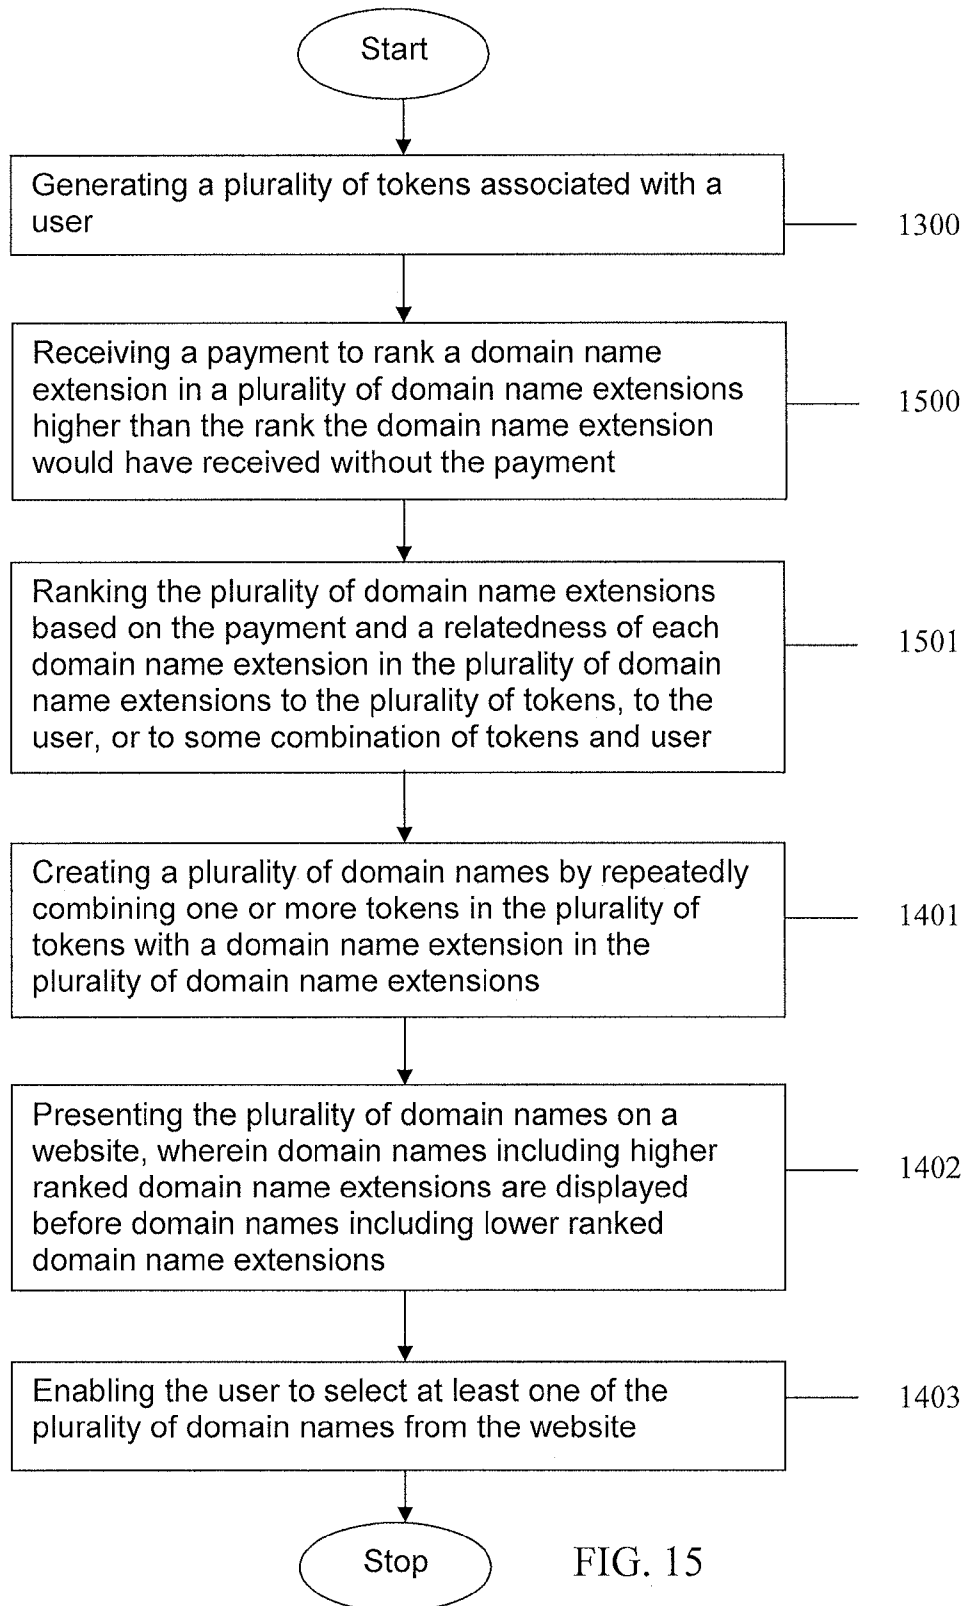 Start
Generating a plurality of tokens associated with a
user
1300
Receiving a payment to rank a domain name
extension in a plurality of domain name extensions
higher than the rank the domain name extension
would have received without the payment
1500
Ranking the plurality of domain name extensions
based on the payment and a relatedness of each
domain name extension in the plurality of domain
name extensions to the plurality of tokens, to the
user, or to some combination of tokens and user
1501
Creating a plurality of domain names by repeatedly
combining one or more tokens in the plurality of
tokens with a domain name extension in the
plurality of domain name extensions
1401
Presenting the plurality of domain names on a
website, wherein domain names including higher
ranked domain name extensions are displayed
before domain names including lower ranked
domain name extensions
1402
Enabling the user to select at least one of the
plurality of domain names from the website
1403
Stop
FIG. 15